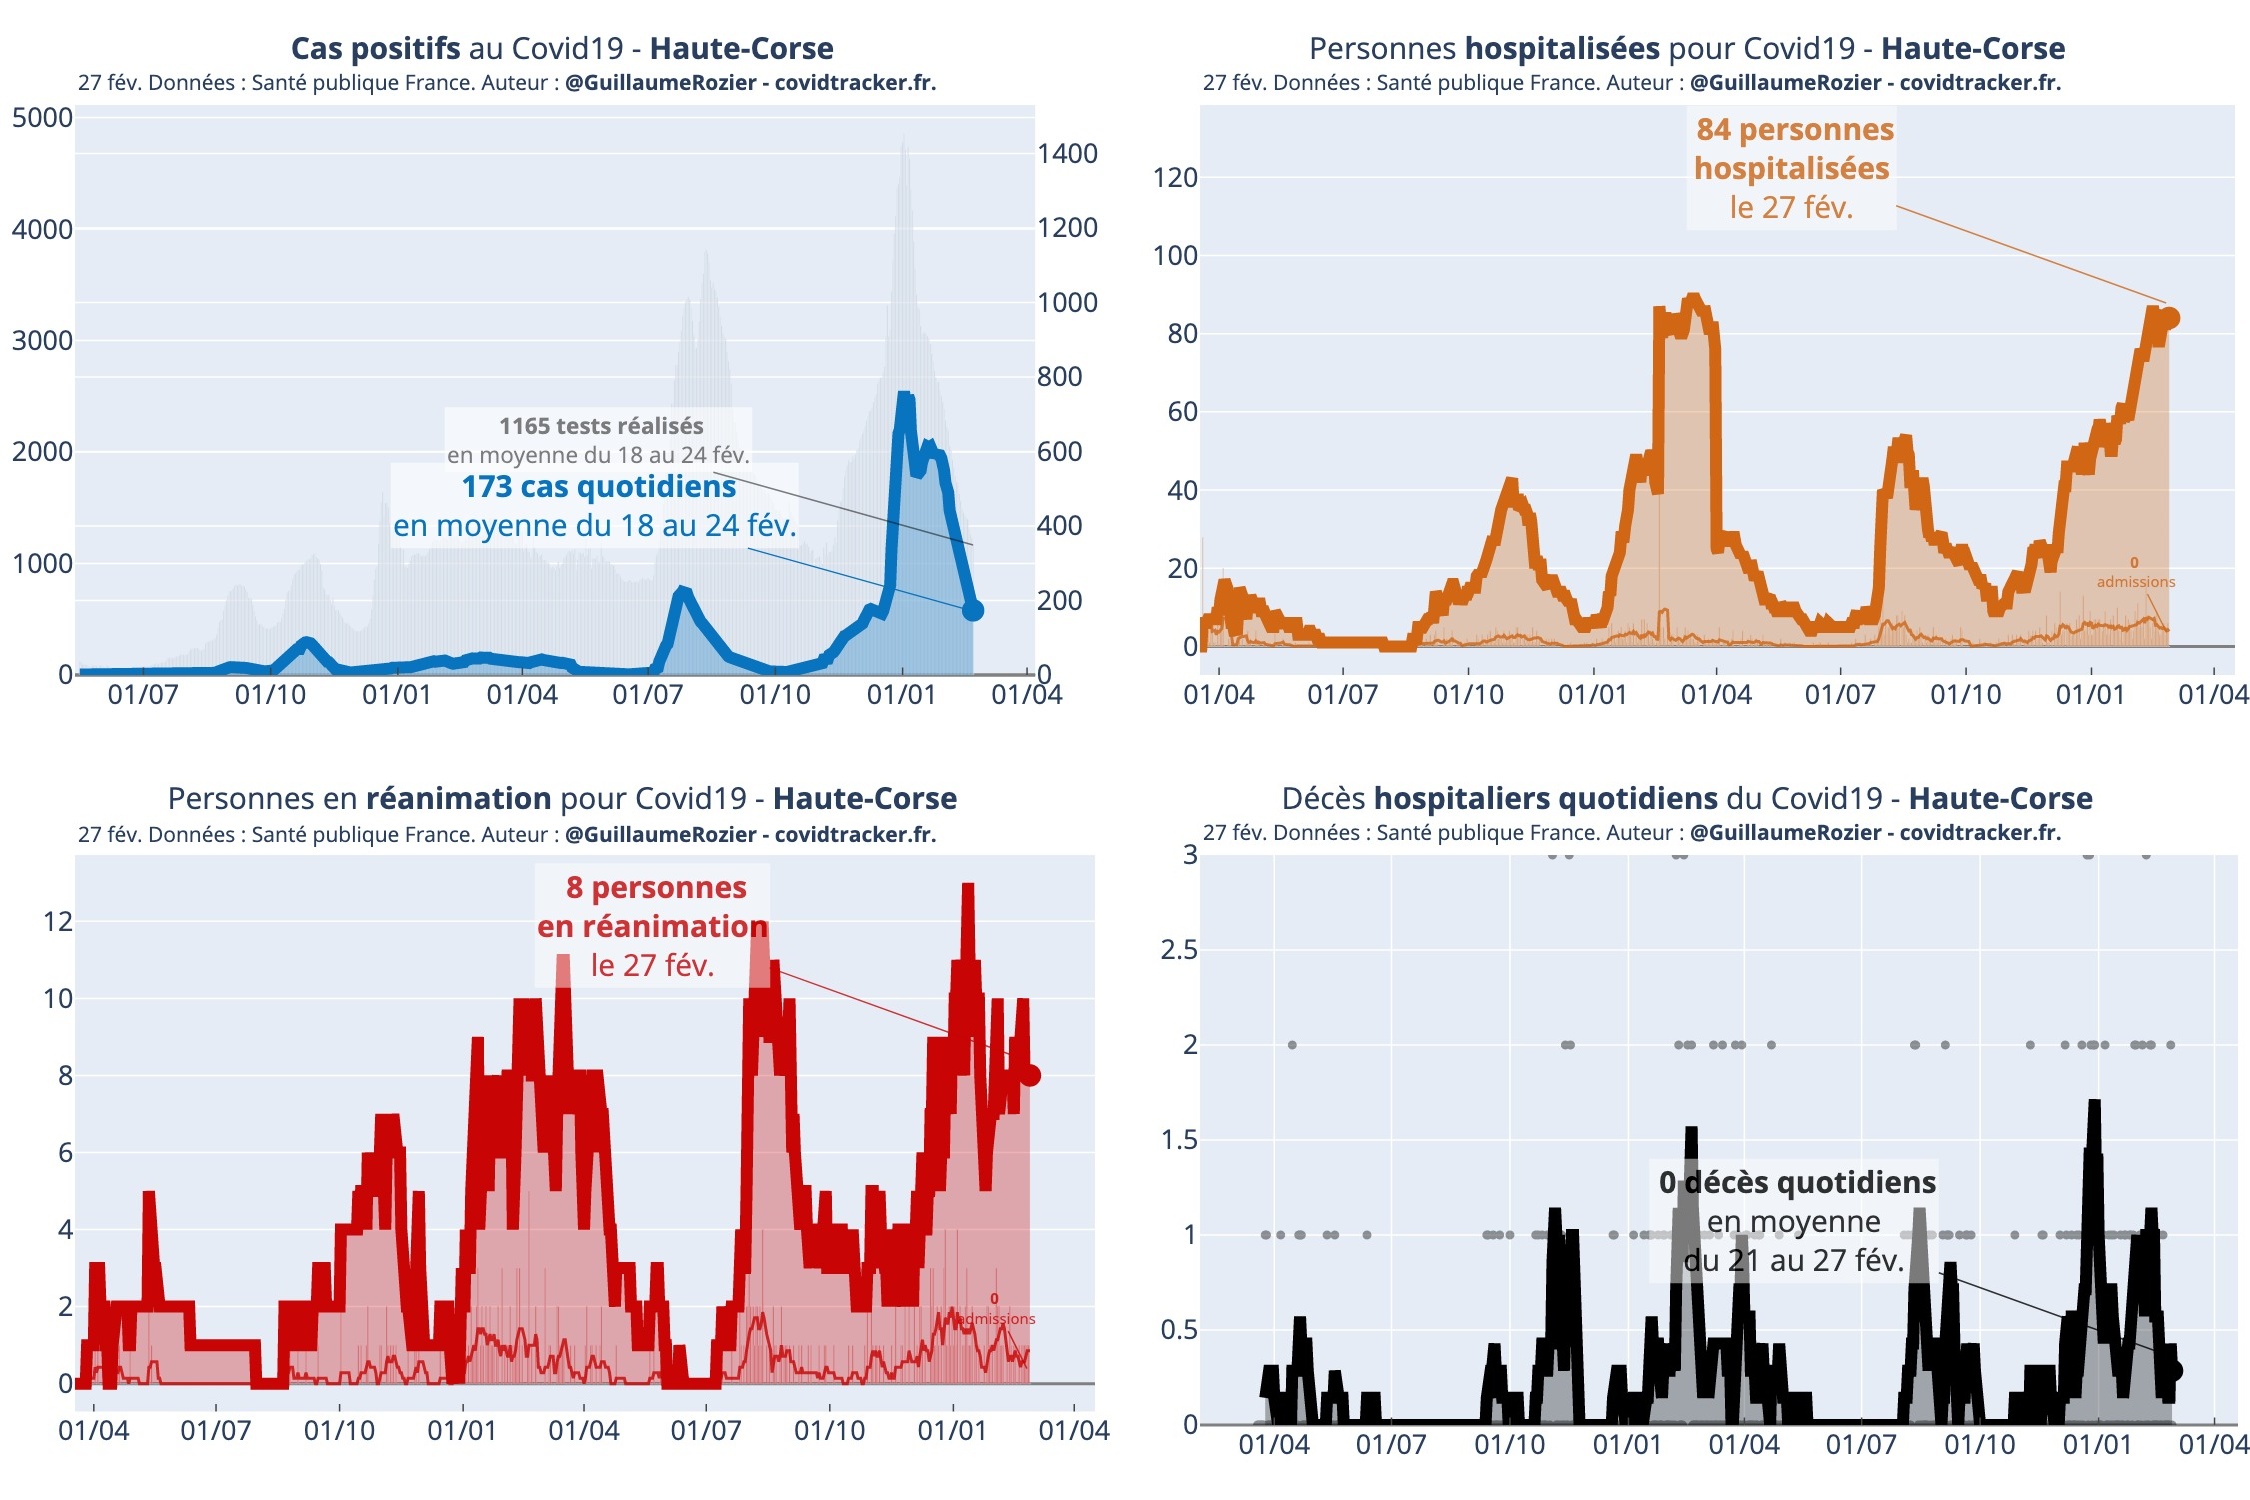 Cas positifs au Covid19 - Haute-Corse
27 fév. Données : Santé publique France. Auteur : @GuillaumeRozier - covidtracker.fr.
5000
4000
3000
2000
1000
0
1400
1200
1000
800
600
400
200
0
1165 tests réalisés
en moyenne du 18 au 24 fév.
173 cas quotidiens
en moyenne du 18 au 24 fév.
01/07 01/10 01/01 01/04 01/07 01/10 01/01 01/04
Personnes hospitalisées pour Covid19 - Haute-Corse
27 fév. Données : Santé publique France. Auteur : @GuillaumeRozier - covidtracker.fr.
84 personnes
hospitalisées
le 27 fév.
120
100
80
60
40
20
0
0
admissions
01/04 01/07 01/10 01/01 01/04 01/07 01/10 01/01 01/04
Personnes en réanimation pour Covid19 - Haute-Corse
27 fév. Données : Santé publique France. Auteur : @GuillaumeRozier - covidtracker.fr.
8 personnes
en réanimation
le 27 fév.
12
10
8
6
4
2
0
0
admissions
01/04 01/07 01/10 01/01 01/04 01/07 01/10 01/01 01/04
Décès hospitaliers quotidiens du Covid19 - Haute-Corse
27 fév. Données : Santé publique France. Auteur : @GuillaumeRozier - covidtracker.fr.
3
2.5
2
1.5
1
0.5
0
0 décès quotidiens
en moyenne
du 21 au 27 fév.
01/04 01/07 01/10 01/01 01/04 01/07 01/10 01/01 01/04